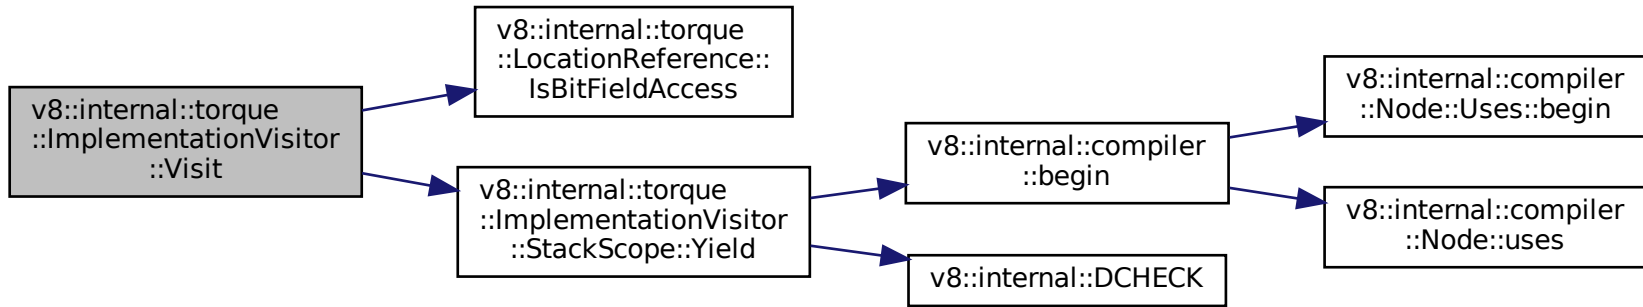 v8::internal::torque
::ImplementationVisitor
::Visit
v8::internal::torque
::LocationReference::
IsBitFieldAccess
v8::internal::torque
::ImplementationVisitor
::StackScope::Yield
v8::internal::compiler
::begin
v8::internal::DCHECK
v8::internal::compiler
::Node::Uses::begin
v8::internal::compiler
::Node::uses